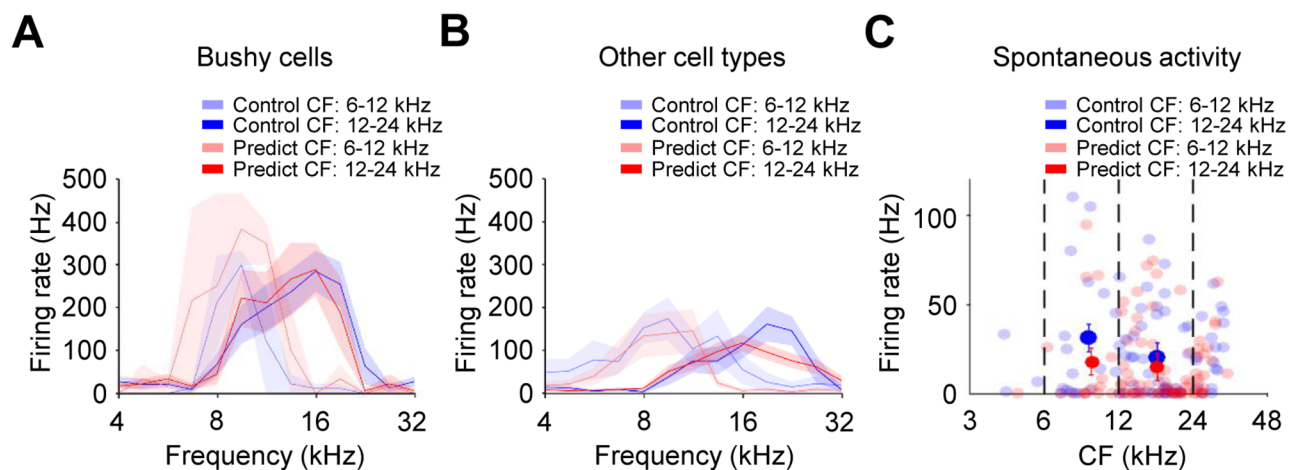 A
Bushy cells
Control CF: 6-12 kHz
Control CF: 12-24 kHz
Predict CF: 6-12 kHz
Predict CF: 12-24 kHz
500
400
300
200
100
0
Firing rate (Hz)
4
8
16
32
Frequency (kHz)
B
Other cell types
Control CF: 6-12 kHz
Control CF: 12-24 kHz
Predict CF: 6-12 kHz
Predict CF: 12-24 kHz
500
400
300
200
100
0
Firing rate (Hz)
4
8
16
32
Frequency (kHz)
C
Spontaneous activity
Control CF: 6-12 kHz
Control CF: 12-24 kHz
Predict CF: 6-12 kHz
Predict CF: 12-24 kHz
100
50
0
Firing rate (Hz)
3
6
12
24
48
CF (kHz)